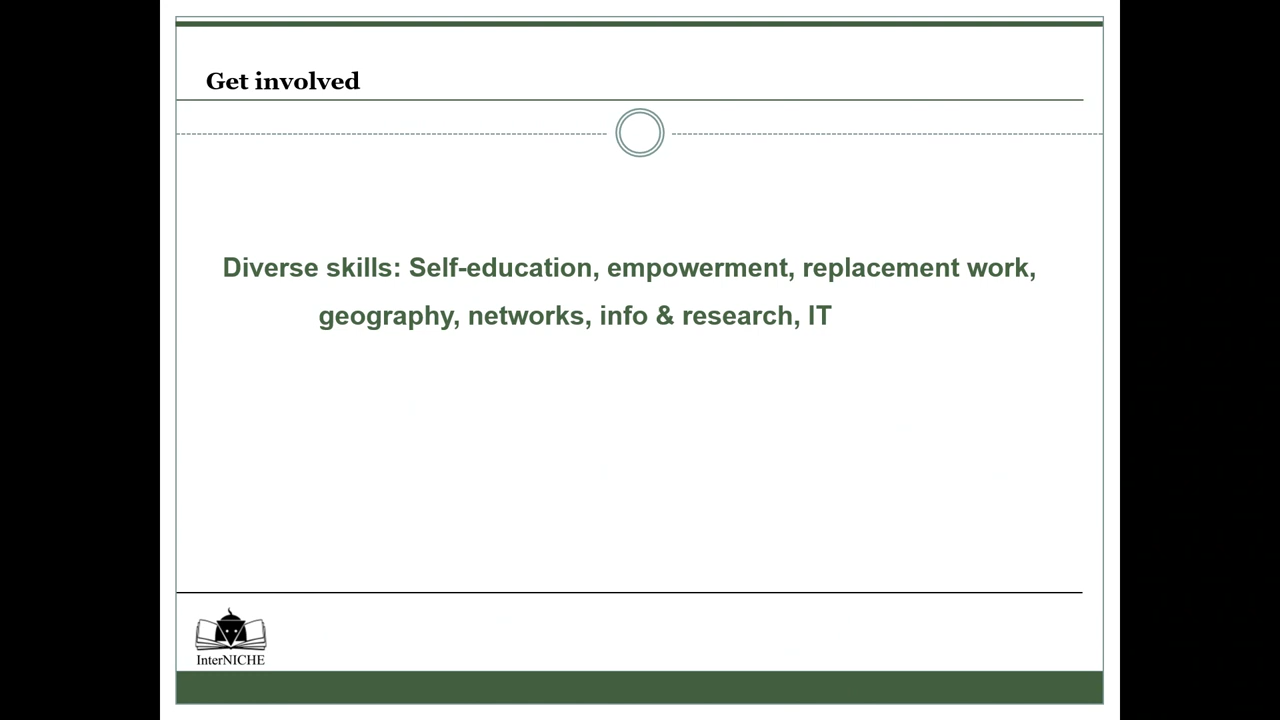 Get involved
Diverse skills: Self-education, empowerment, replacement work,
geography, networks, info & research, IT
InterNICHE